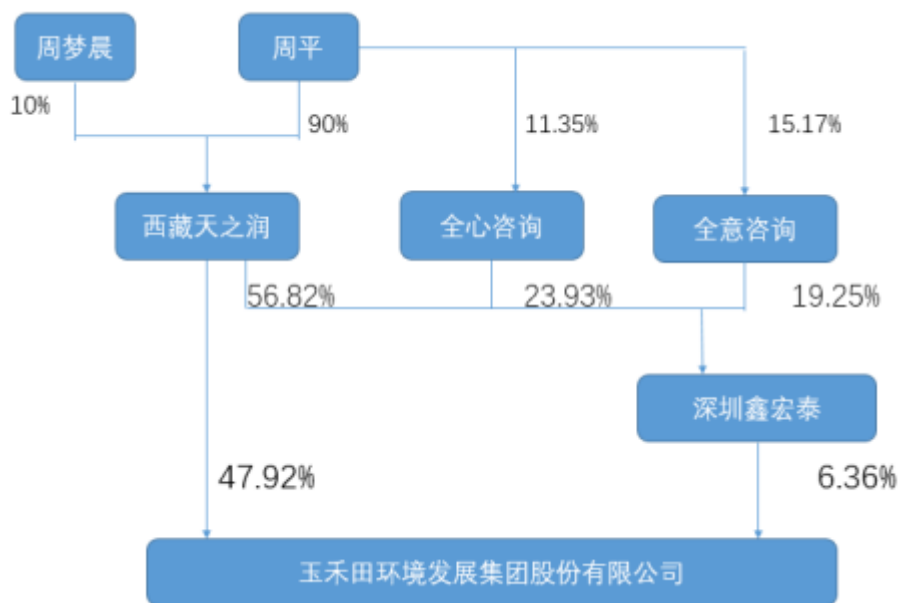 周梦晨
周平
10%
90%
11.35%
15.17%
西藏天之润
全心咨询
全意咨询
56.82%
23.93%
19.25%
深圳鑫宏泰
47.92%
6.36%
玉禾田环境发展集团股份有限公司